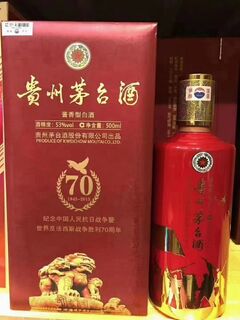 贵州茅台酒
酱香型白酒
酒精度：53%vol 净含量：500ml
贵州茅台酒股份有限公司出品
PRODUCE OF KWEICHOW MOUTAI CO.,LTD.
70
1945-2015
纪念中国人民抗日战争暨
世界反法西斯战争胜利70周年
贵州茅台酒